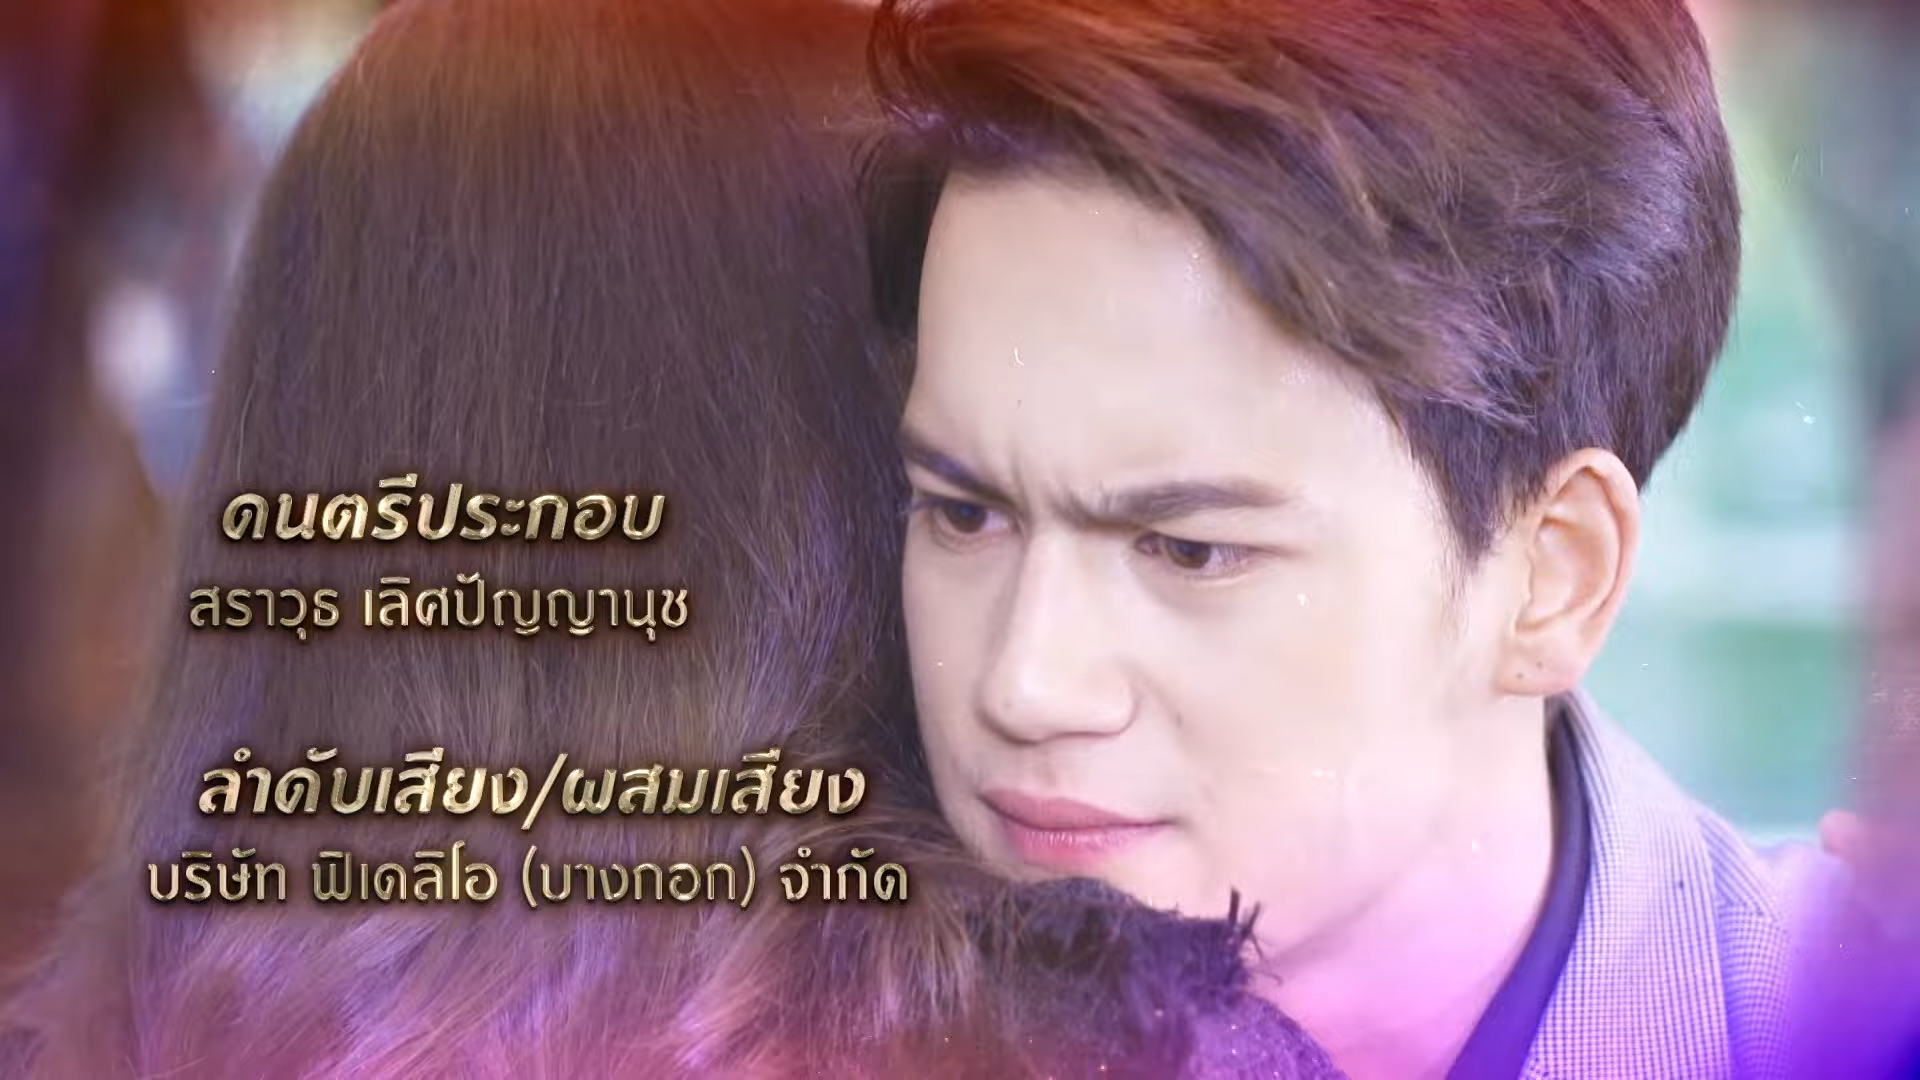 ดนตรีประกอบ
สราวุธ เลิศปัญญานุช
ลำดับเสียง/ผสมเสียง
บริษัท ฟิเดลิโอ (บางกอก) จำกัด